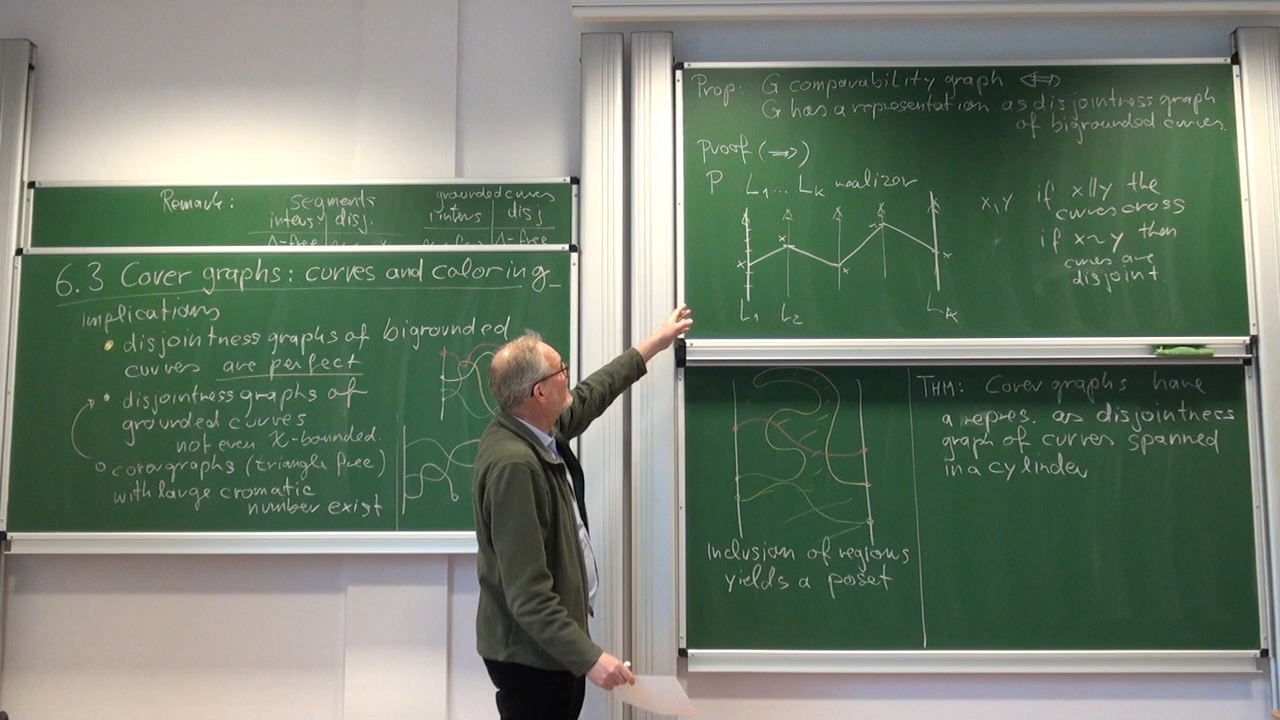 Remark:
segments
inters. disj.
Δ-free
grounded curves
inters disj
Δ-free
6.3 Cover graphs: curves and coloring
Implications
• disjointness graphs of bigrounded
curves are perfect
• disjointness graphs of
grounded curves
not even χ-bounded.
○ covergraphs (triangle free)
with large cromatic
number exist
Prop: G comparability graph ⟺
G has a representation as disjointness graph
of bigrounded curves.
Proof (⟹)
P L₁ ... Lₖ realizer
x x x x x
L₁ L₂ Lₖ
x,y if x||y the
curves cross
if x~y then
curves are
disjoint.
Inclusion of regions
yields a poset
THM: Cover graphs have
a repres. as disjointness
graph of curves spanned
in a cylinder